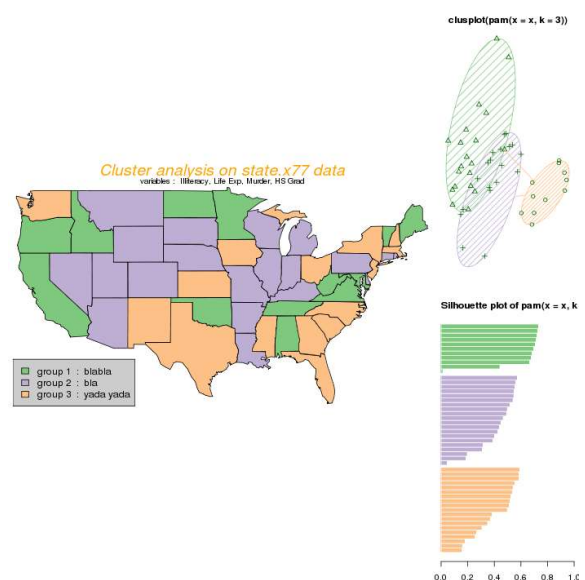 clusplot(pam(x = x, k = 3))
Cluster analysis on state.x77 data
variables : Illiteracy, Life Exp, Murder, HS Grad
group 1 : blabla
group 2 : bla
group 3 : yada yada
Silhouette plot of pam(x = x, k
0.0 0.2 0.4 0.6 0.8 1.0